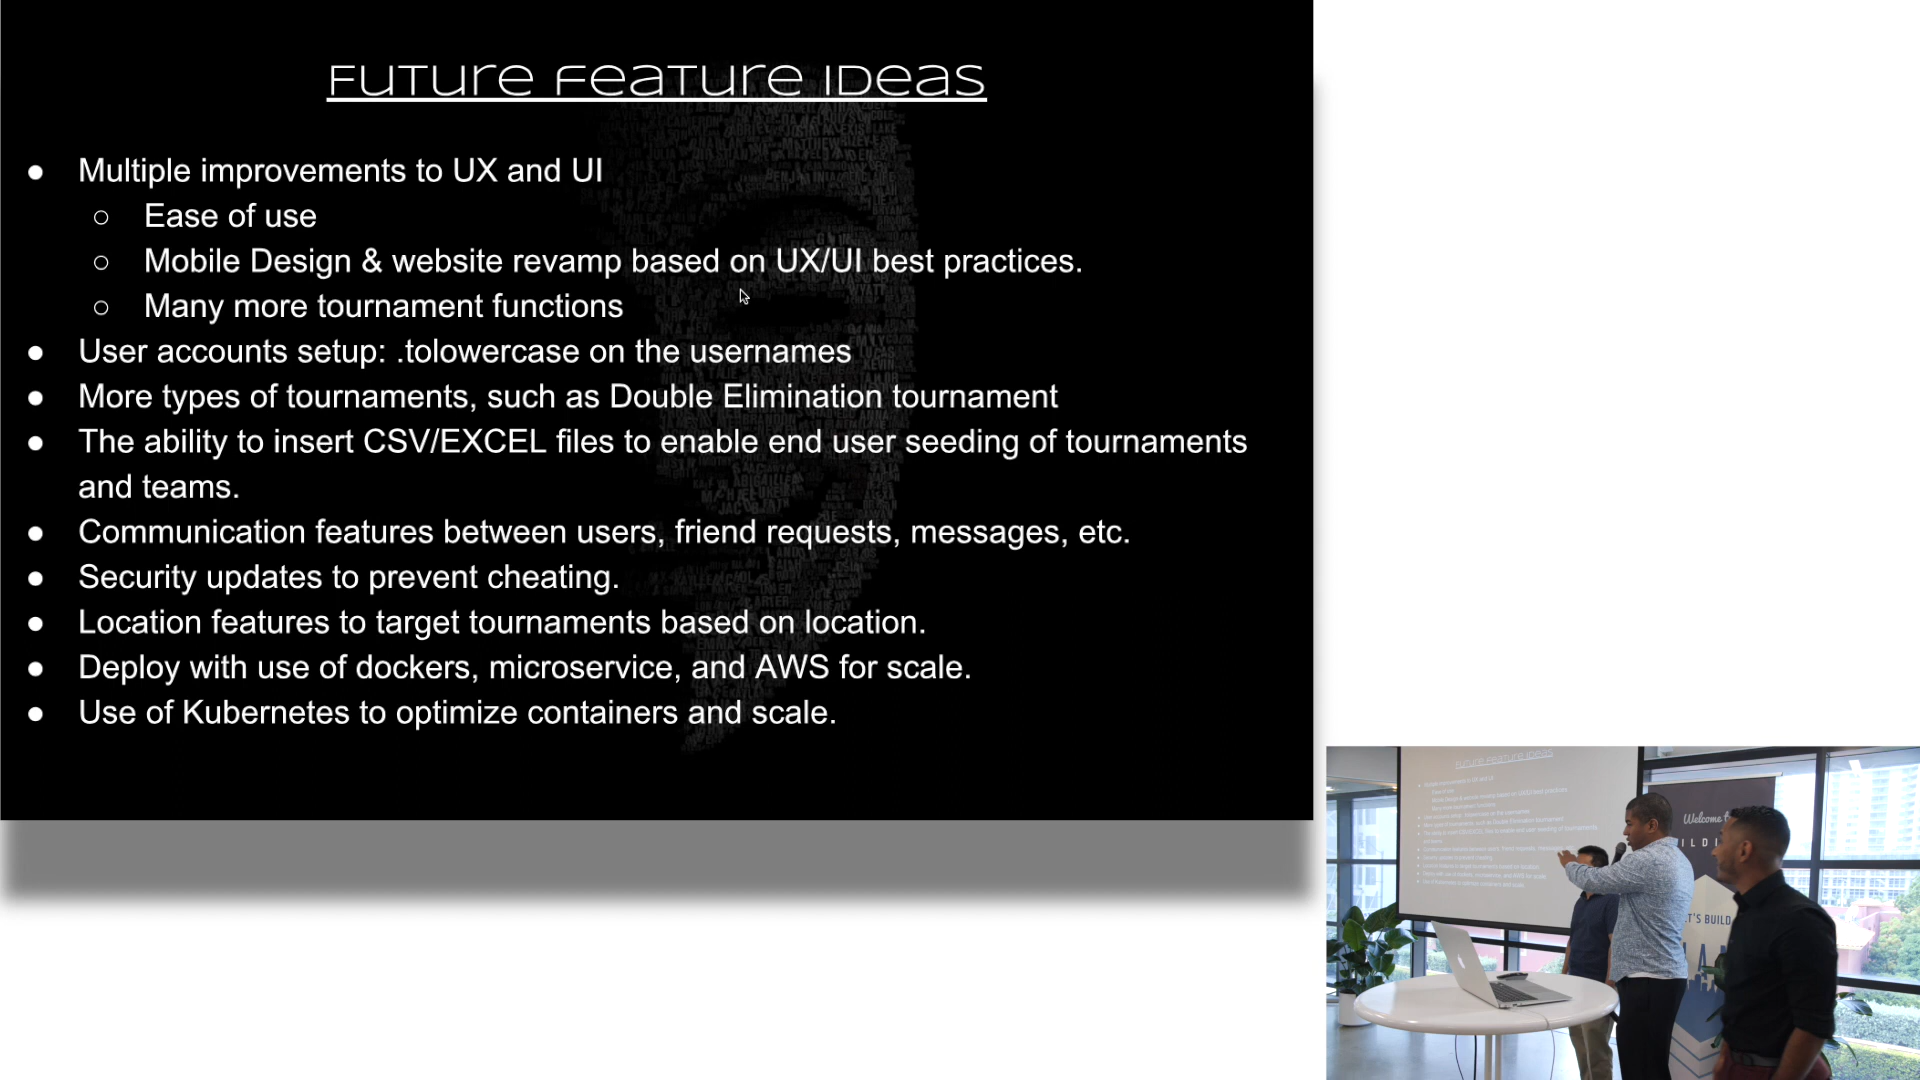 Future Feature Ideas
● Multiple improvements to UX and UI
○ Ease of use
○ Mobile Design & website revamp based on UX/UI best practices.
○ Many more tournament functions
● User accounts setup: .tolowercase on the usernames
● More types of tournaments, such as Double Elimination tournament
● The ability to insert CSV/EXCEL files to enable end user seeding of tournaments
and teams.
● Communication features between users, friend requests, messages, etc.
● Security updates to prevent cheating.
● Location features to target tournaments based on location.
● Deploy with use of dockers, microservice, and AWS for scale.
● Use of Kubernetes to optimize containers and scale.
Future Feature Ideas
Welcome
T'S BUILD